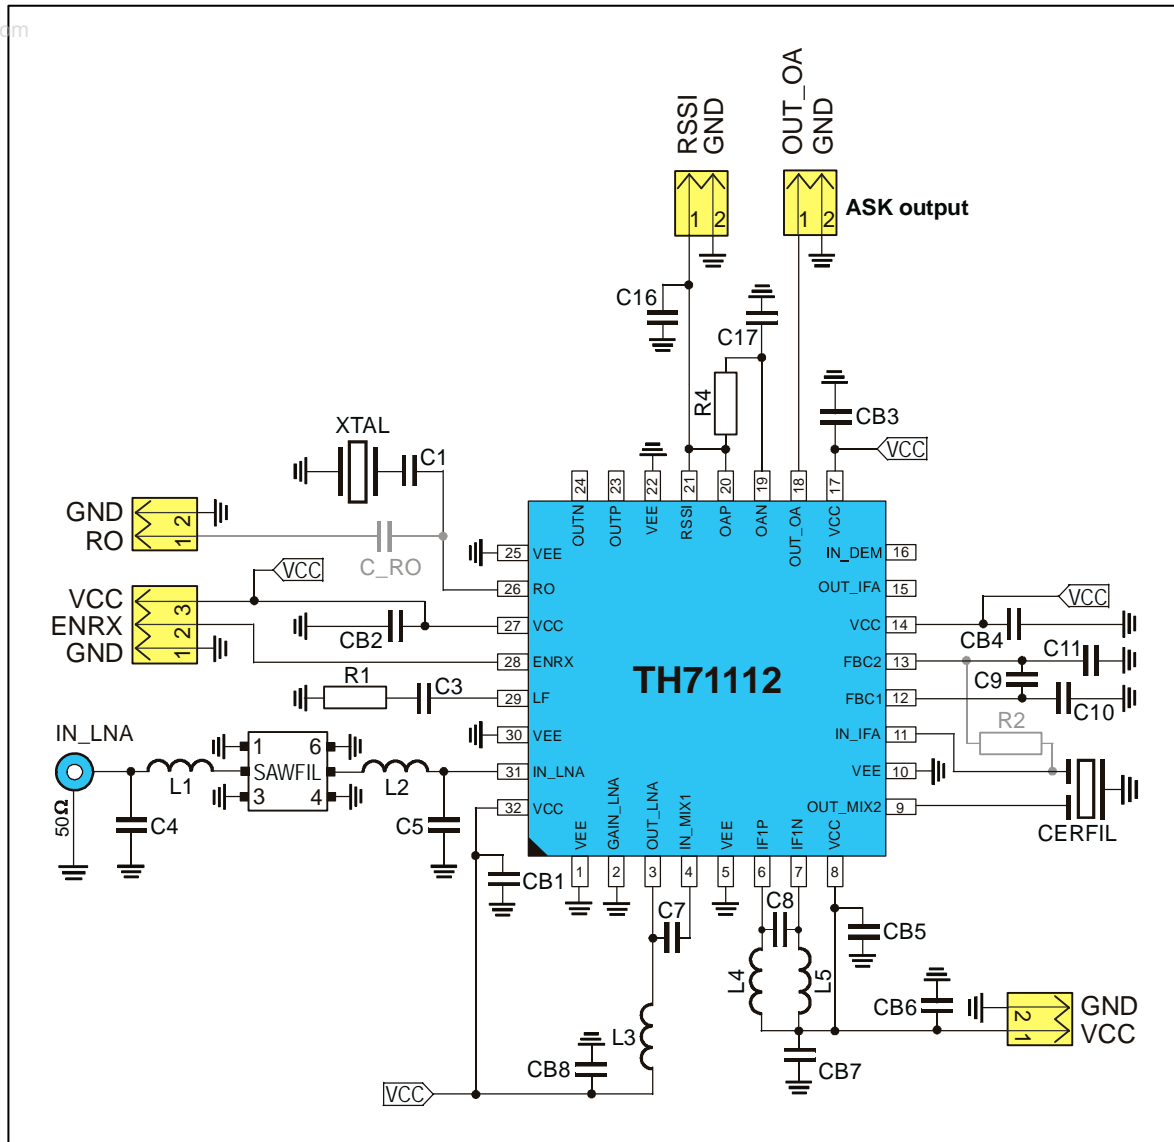 om
RSSI
GND
OUT_OA
GND
1 2
1 2
ASK output
C16
C17
R4
CB3
VCC
XTAL
C1
24 23 22 21 20 19 18 17
OUTN OUTP VEE RSSI OAP OAN OUT_OA VCC
GND 2
RO 1
C_RO
VCC
VCC 3
ENRX 2
GND 1
CB2
R1
C3
25 VEE
26 RO
27 VCC
28 ENRX
29 LF
30 VEE
31 IN_LNA
32 VCC
TH71112
IN_DEM 16
OUT_IFA 15
VCC 14
FBC2 13
FBC1 12
IN_IFA 11
VEE 10
OUT_MIX2 9
VCC
CB4
C11
C9
C10
R2
CERFIL
IN_LNA
50Ω
L1
1 6
SAWFIL
3 4
L2
C4
C5
CB1
VEE GAIN_LNA OUT_LNA IN_MIX1 VEE IF1P IF1N VCC
1 2 3 4 5 6 7 8
C7
C8
L4
L5
CB5
CB6
GND 2
VCC 1
L3
CB8
CB7
VCC